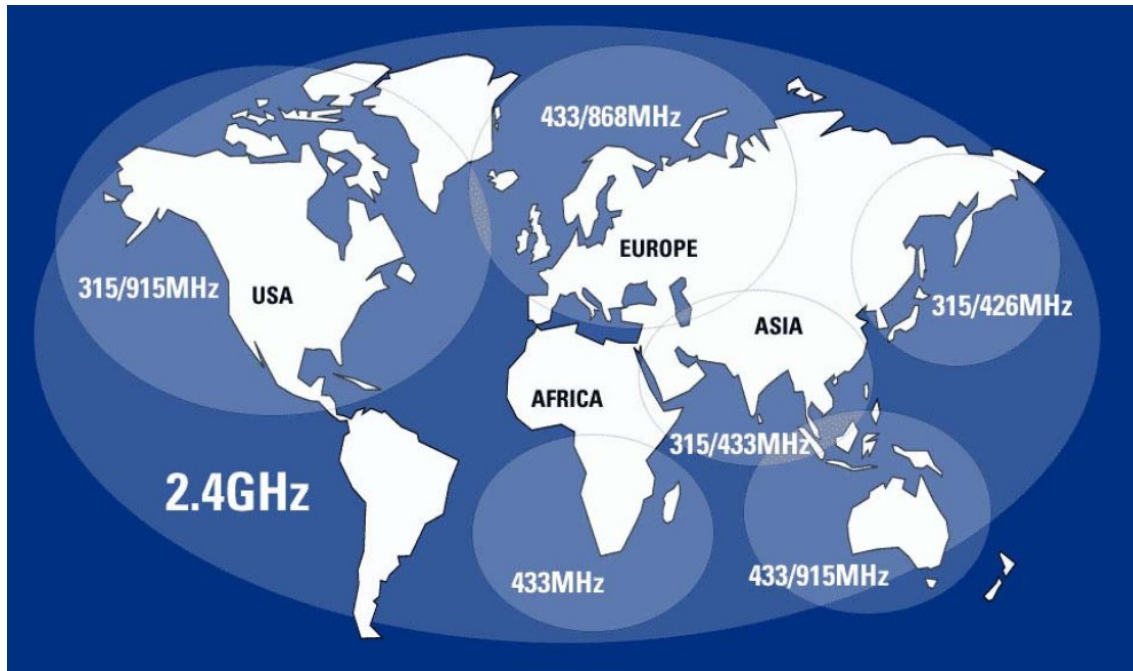 433/868MHz
EUROPE
315/915MHz
USA
315/426MHz
ASIA
AFRICA
315/433MHz
2.4GHz
433MHz
433/915MHz